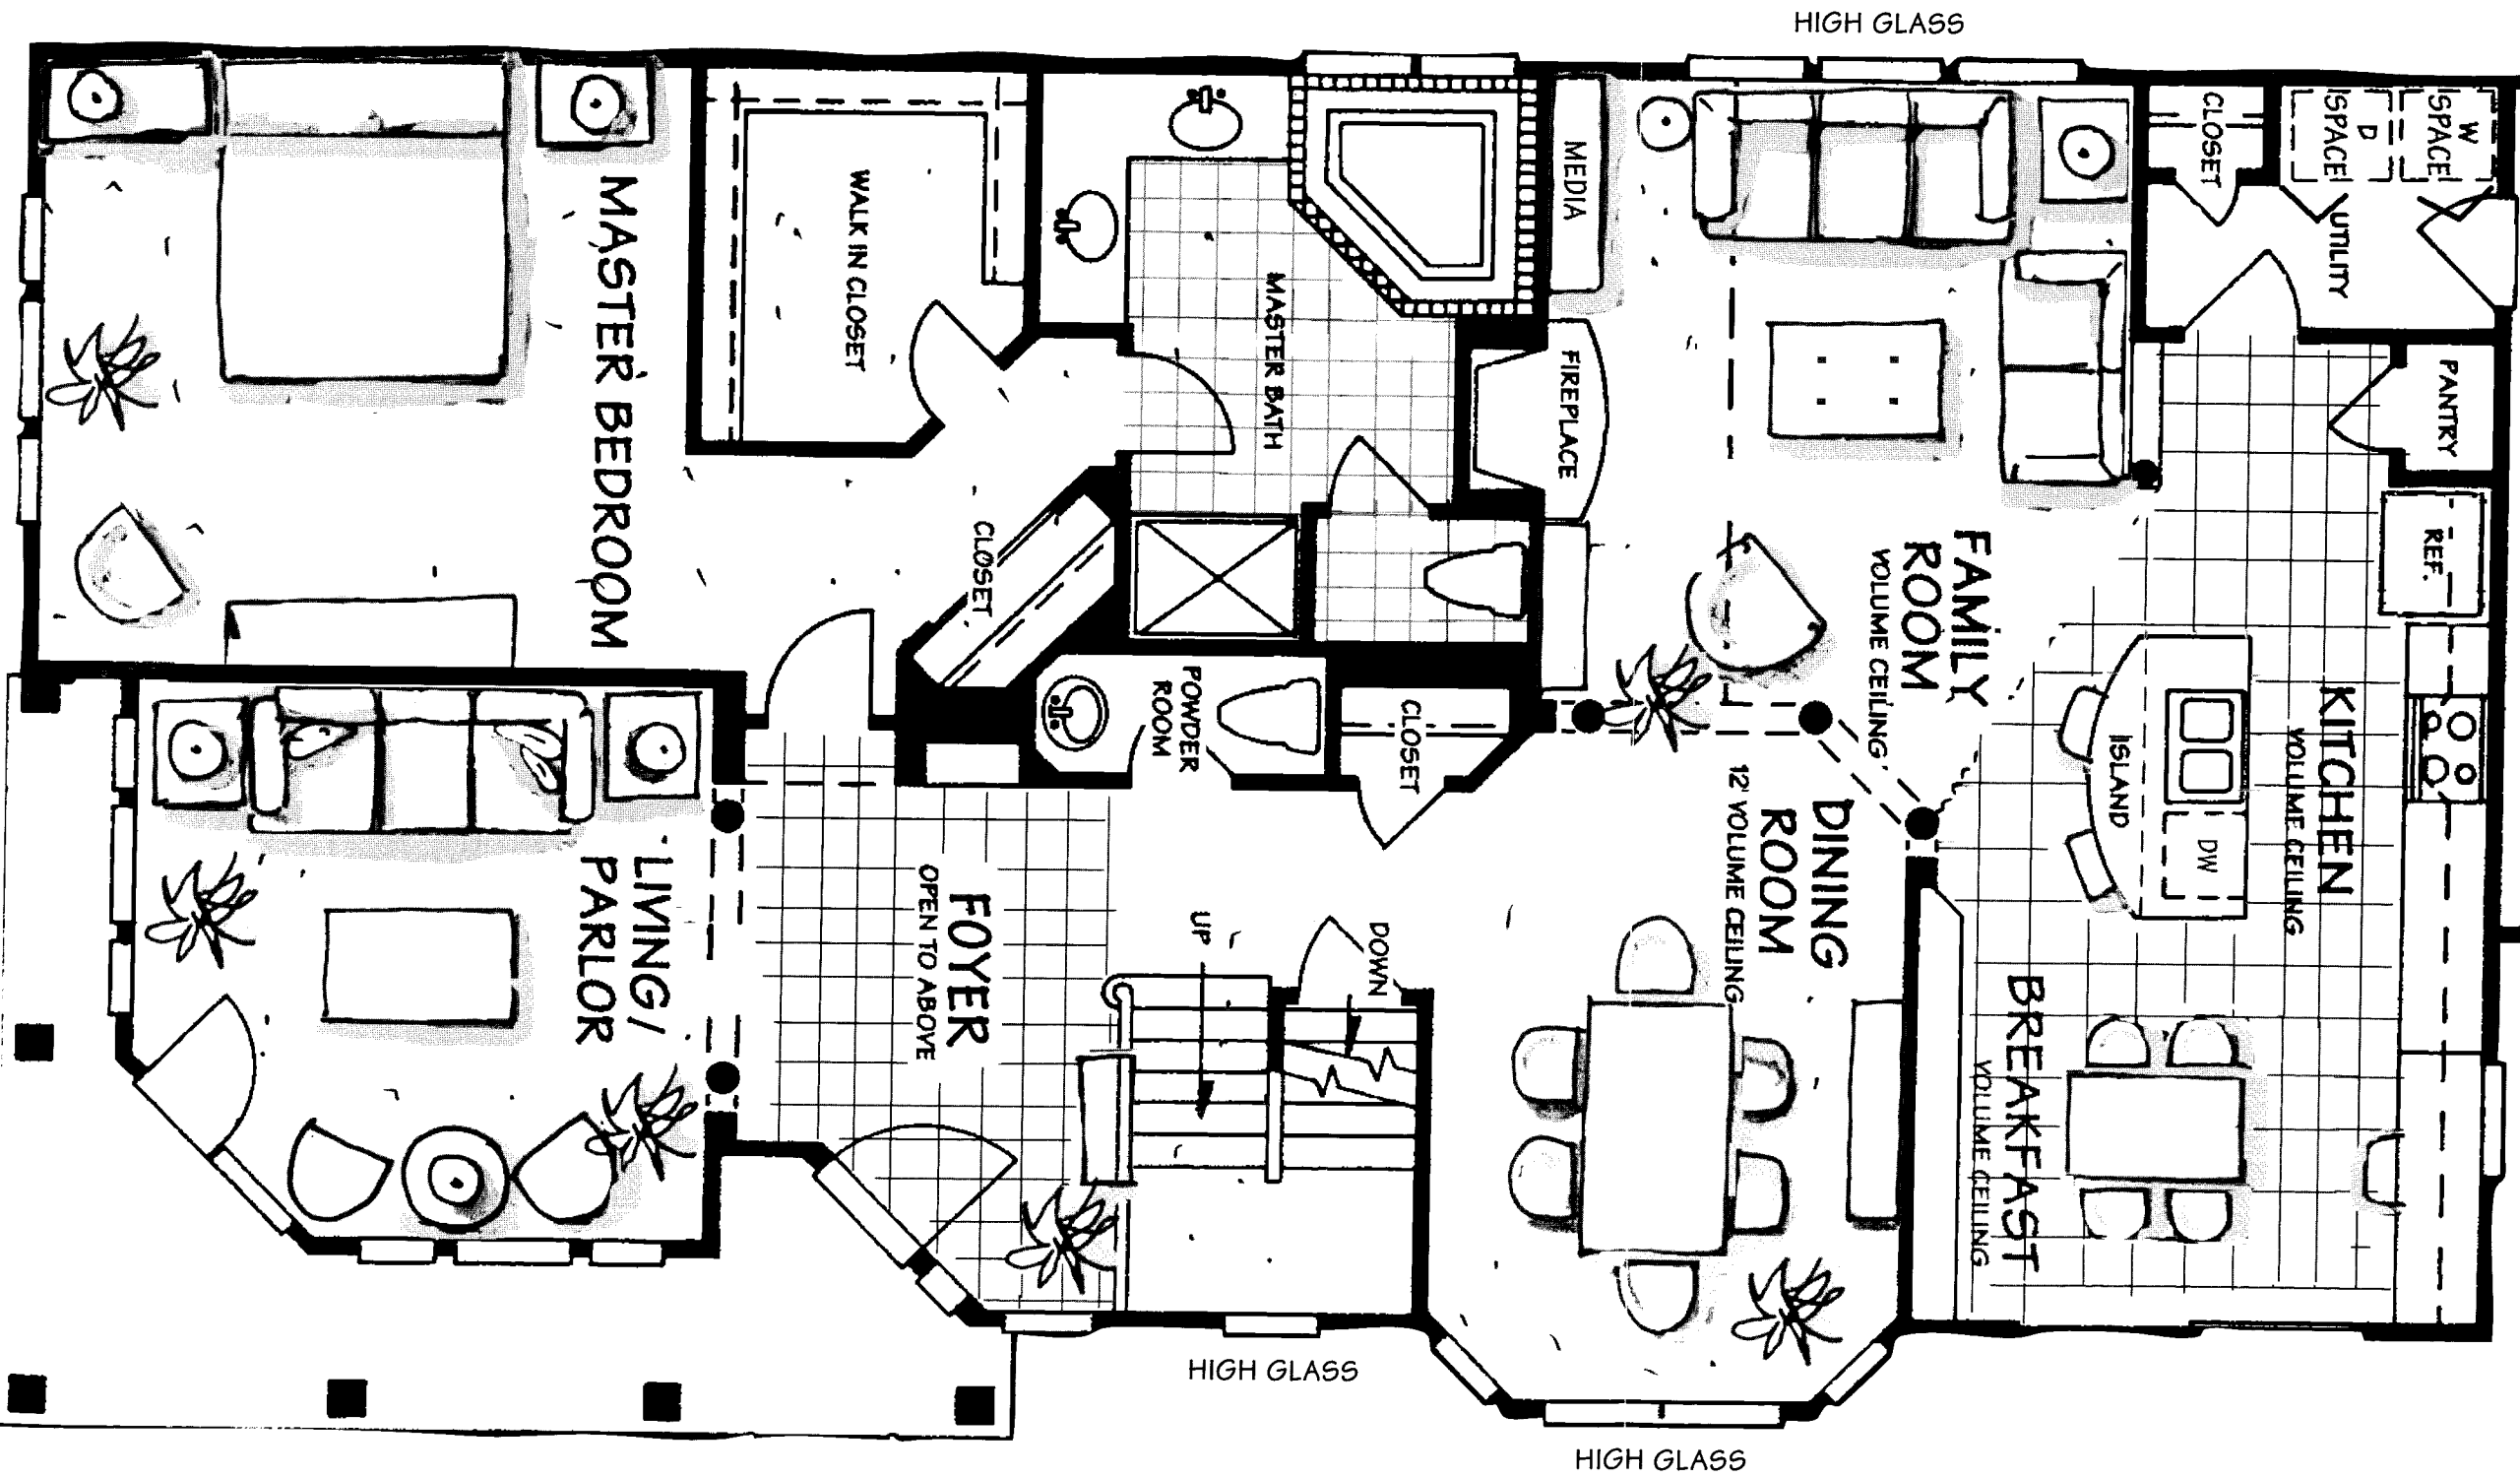 HIGH GLASS
CLOSET
D
SPACE
W
SPACE
UTILITY
MEDIA
WALK IN CLOSET
MASTER BEDROOM
MASTER BATH
FIREPLACE
PANTRY
REF.
CLOSET
FAMILY
ROOM
VOLUME CEILING
KITCHEN
VOLUME CEILING
ISLAND
DW
POWDER
ROOM
CLOSET
DINING
ROOM
12' VOLUME CEILING
LIVING/
PARLOR
FOYER
OPEN TO ABOVE
UP
DOWN
BREAKFAST
VOLUME CEILING
HIGH GLASS
HIGH GLASS